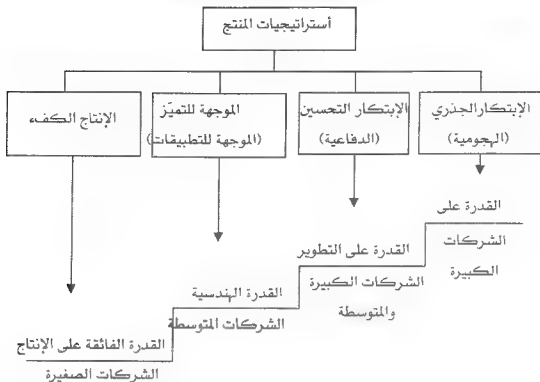 أستراتيجيات المنتج
الإبتكار الجذري
(الهجومية)
الإبتكار التحسين
(الدفاعية)
الموجهة للتميّز
(الموجهة للتطبيقات)
الإنتاج الكفء
القدرة على
الشركات
الكبيرة
القدرة على التطوير
الشركات الكبيرة
والمتوسطة
القدرة الهندسية
الشركات المتوسطة
القدرة الفائقة على الإنتاج
الشركات الصغيرة